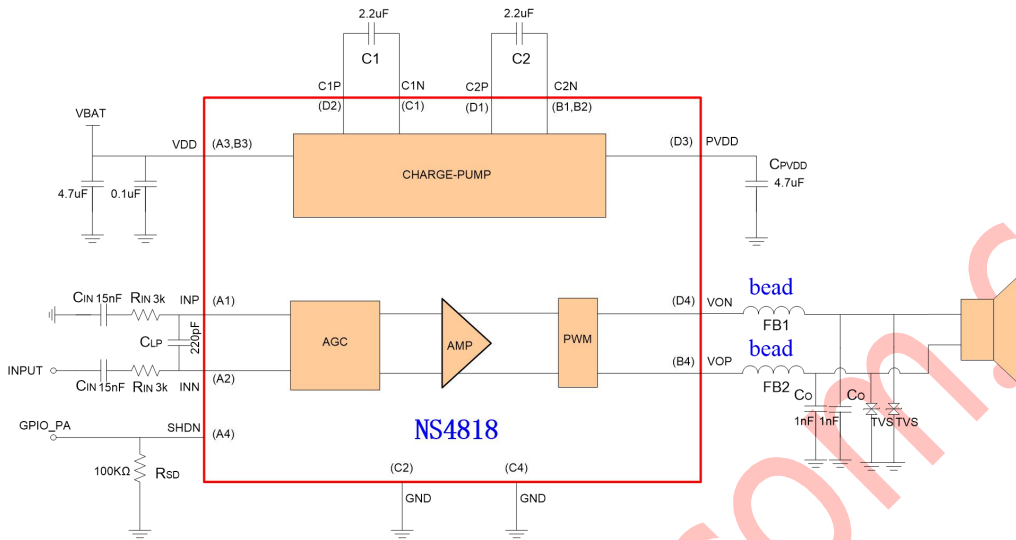 2.2uF
2.2uF
C1
C2
C1P
C1N
C2P
C2N
(D2)
(C1)
(D1)
(B1,B2)
VBAT
VDD
(A3,B3)
(D3)
PVDD
CHARGE-PUMP
4.7uF
0.1uF
CPVDD
4.7uF
CIN 15nF
RIN 3k
INP
(A1)
CLP
220pF
INPUT
CIN 15nF
RIN 3k
INN
(A2)
AGC
AMP
PWM
(D4)
VON
bead
FB1
(B4)
VOP
bead
FB2
CO
1nF
CO
1nF
TVS
TVS
GPIO_PA
SHDN
(A4)
NS4818
100KΩ
RSD
(C2)
(C4)
GND
GND